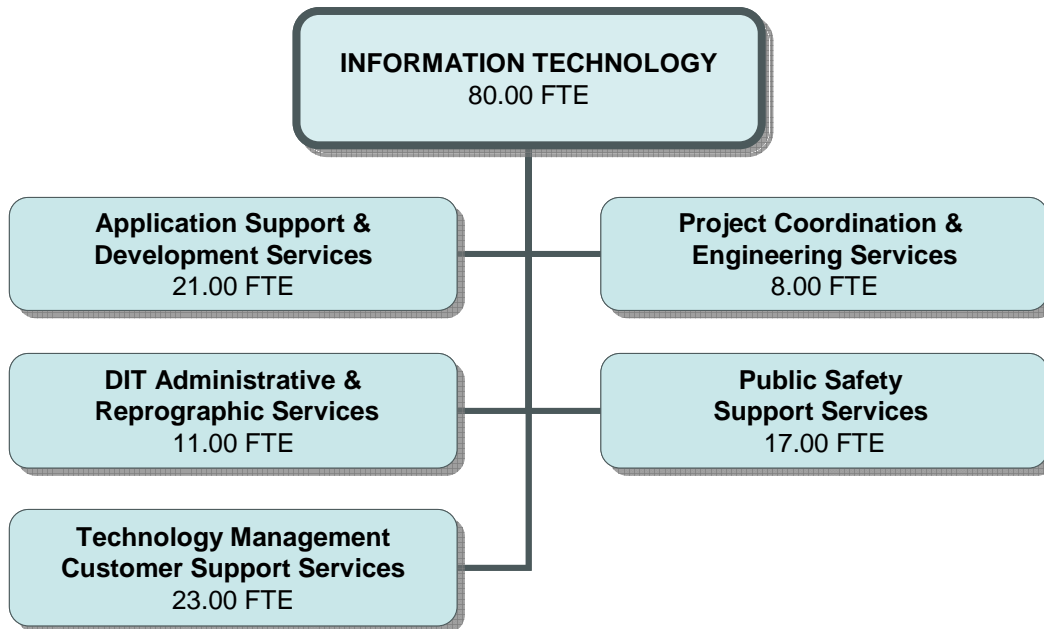 INFORMATION TECHNOLOGY
80.00 FTE
Application Support &
Development Services
21.00 FTE
Project Coordination &
Engineering Services
8.00 FTE
DIT Administrative &
Reprographic Services
11.00 FTE
Public Safety
Support Services
17.00 FTE
Technology Management
Customer Support Services
23.00 FTE